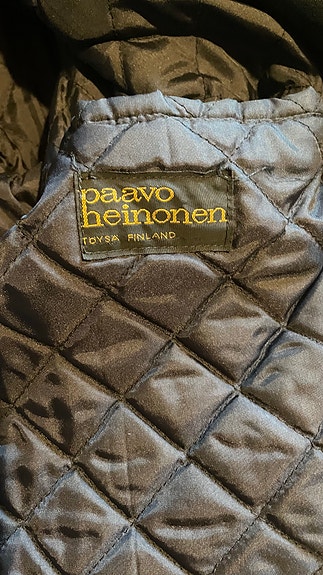 paavo
heinonen
TÖYSÄ FINLAND